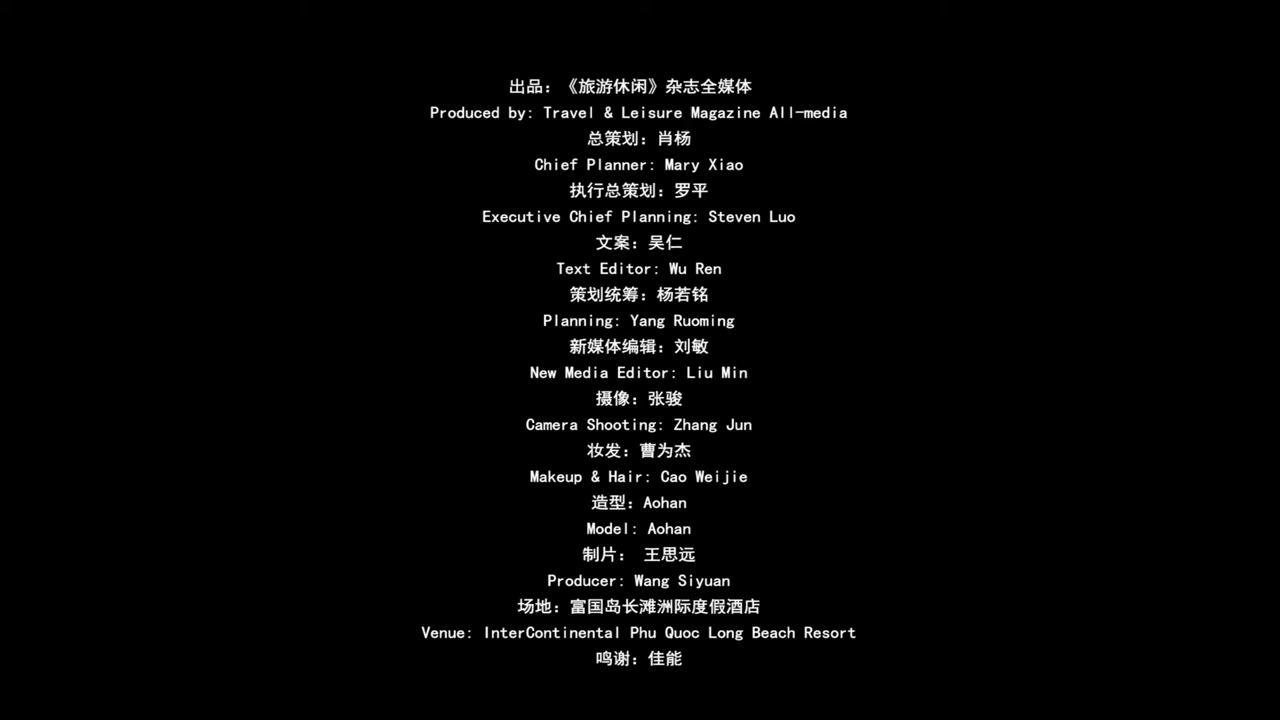 出品：《旅游休闲》杂志全媒体
Produced by: Travel & Leisure Magazine All-media
总策划：肖杨
Chief Planner: Mary Xiao
执行总策划：罗平
Executive Chief Planning: Steven Luo
文案：吴仁
Text Editor: Wu Ren
策划统筹：杨若铭
Planning: Yang Ruoming
新媒体编辑：刘敏
New Media Editor: Liu Min
摄像：张骏
Camera Shooting: Zhang Jun
妆发：曹为杰
Makeup & Hair: Cao Weijie
造型：Aohan
Model: Aohan
制片： 王思远
Producer: Wang Siyuan
场地：富国岛长滩洲际度假酒店
Venue: InterContinental Phu Quoc Long Beach Resort
鸣谢：佳能